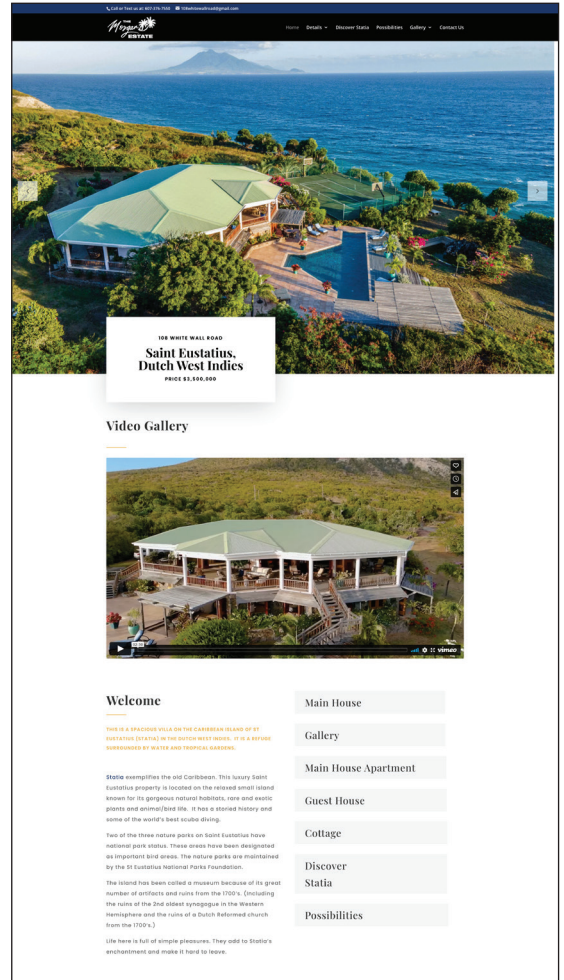 Call or Text us at: 607-376-7550 108whitewallroad@gmail.com
THE
Morgan
ESTATE
Home Details Discover Statia Possibilities Gallery Contact Us
108 WHITE WALL ROAD
Saint Eustatius,
Dutch West Indies
PRICE $3,500,000
Video Gallery
vimeo
Welcome
THIS IS A SPACIOUS VILLA ON THE CARIBBEAN ISLAND OF ST
EUSTATIUS (STATIA) IN THE DUTCH WEST INDIES. IT IS A REFUGE
SURROUNDED BY WATER AND TROPICAL GARDENS.
Statia exemplifies the old Caribbean. This luxury Saint
Eustatius property is located on the relaxed small island
known for its gorgeous natural habitats, rare and exotic
plants and animal/bird life. It has a storied history and
some of the world's best scuba diving.
Two of the three nature parks on Saint Eustatius have
national park status. These areas have been designated
as important bird areas. The nature parks are maintained
by the St Eustatius National Parks Foundation.
The island has been called a museum because of its great
number of artifacts and ruins from the 1700's. (Including
the ruins of the 2nd oldest synagogue in the Western
Hemisphere and the ruins of a Dutch Reformed church
from the 1700's.)
Life here is full of simple pleasures. They add to Statia's
enchantment and make it hard to leave.
Main House
Gallery
Main House Apartment
Guest House
Cottage
Discover
Statia
Possibilities